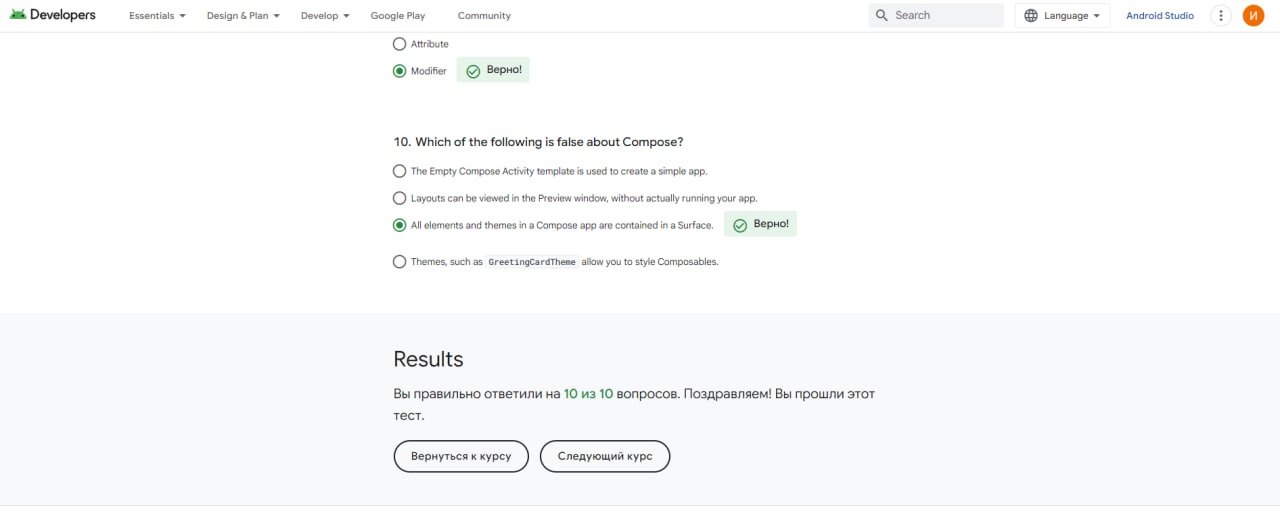 Developers Essentials Design & Plan Develop Google Play Community Search Language Android Studio И
Attribute
Modifier Верно!
10. Which of the following is false about Compose?
The Empty Compose Activity template is used to create a simple app.
Layouts can be viewed in the Preview window, without actually running your app.
All elements and themes in a Compose app are contained in a Surface. Верно!
Themes, such as GreetingCardTheme allow you to style Composables.
Results
Вы правильно ответили на 10 из 10 вопросов. Поздравляем! Вы прошли этот
тест.
Вернуться к курсу Следующий курс